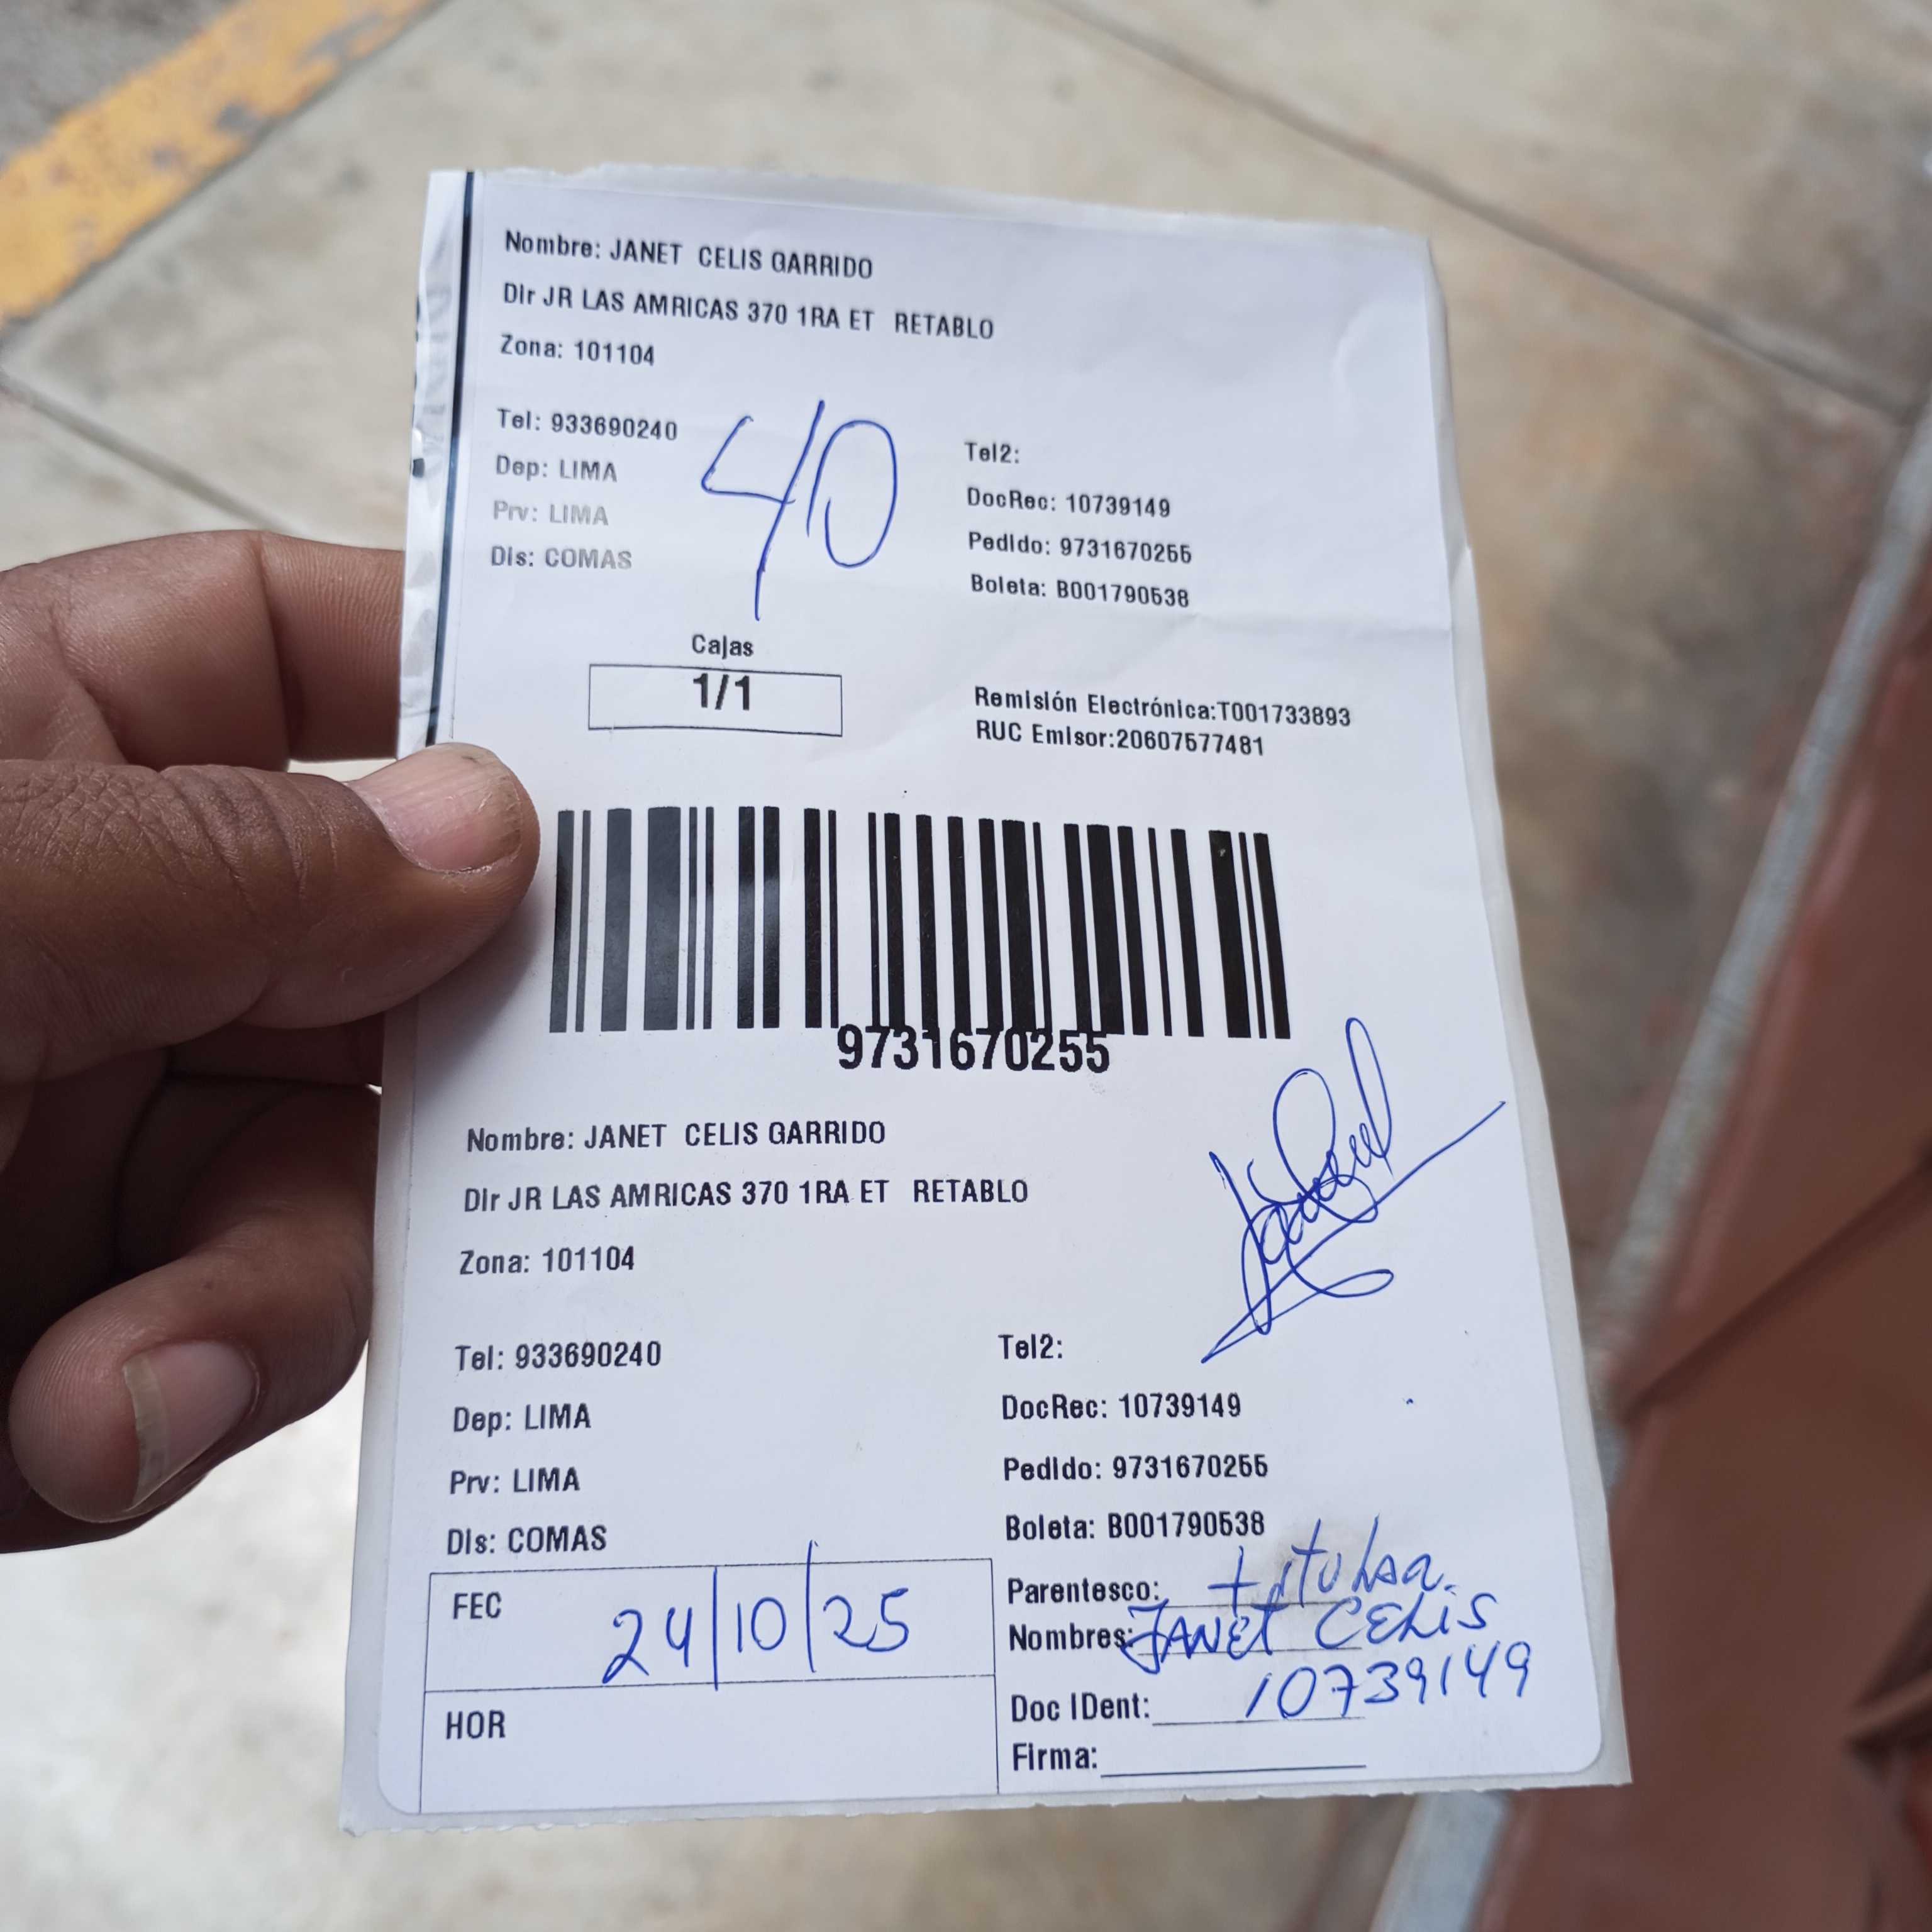 Nombre: JANET CELIS GARRIDO
Dir JR LAS AMRICAS 370 1RA ET RETABLO
Zona: 101104
Tel: 933690240
Dep: LIMA
Prv: LIMA
Dis: COMAS
40
Tel2:
DocRec: 10739149
Pedido: 9731670255
Boleta: B001790538
Cajas
1/1
Remisión Electrónica:T001733893
RUC Emisor:20607577481
9731670255
Nombre: JANET CELIS GARRIDO
Dir JR LAS AMRICAS 370 1RA ET RETABLO
Zona: 101104
Tel: 933690240
Dep: LIMA
Prv: LIMA
Dis: COMAS
Tel2:
DocRec: 10739149
Pedido: 9731670255
Boleta: B001790538
FEC 24/10/25
HOR
Parentesco: titular
Nombres: JANET CELIS
Doc IDent: 10739149
Firma: